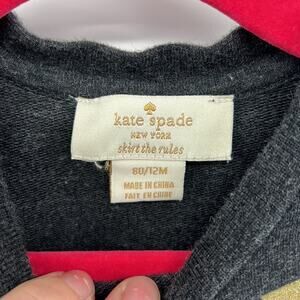 kate spade
NEW YORK
skirt the rules
80/12M
MADE IN CHINA
FAIT EN CHINE